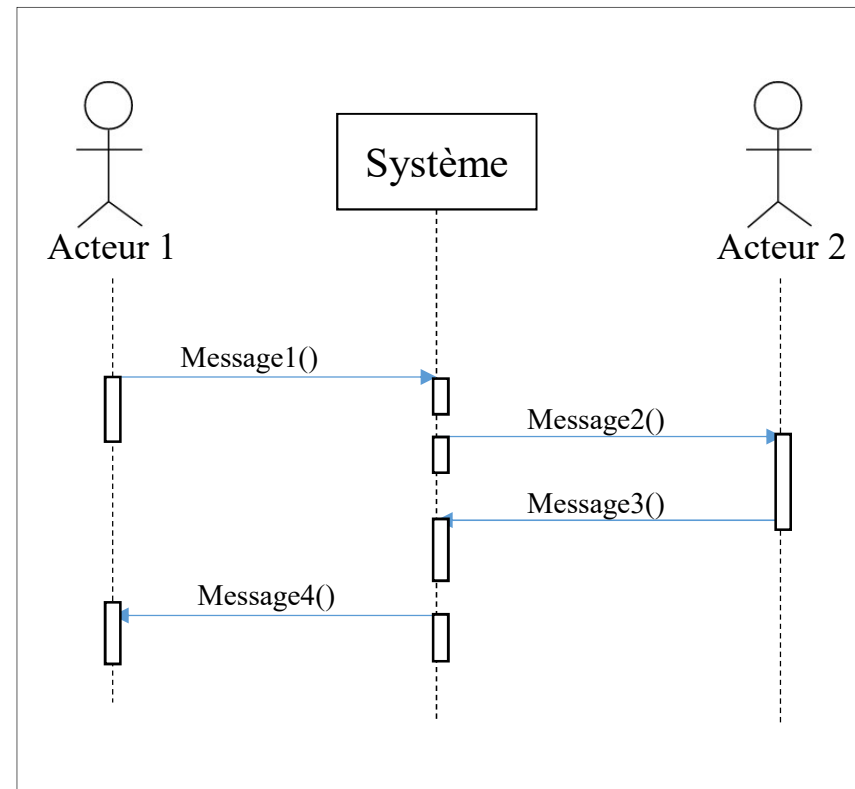 Système
Acteur 1
Acteur 2
Message1()
Message2()
Message3()
Message4()